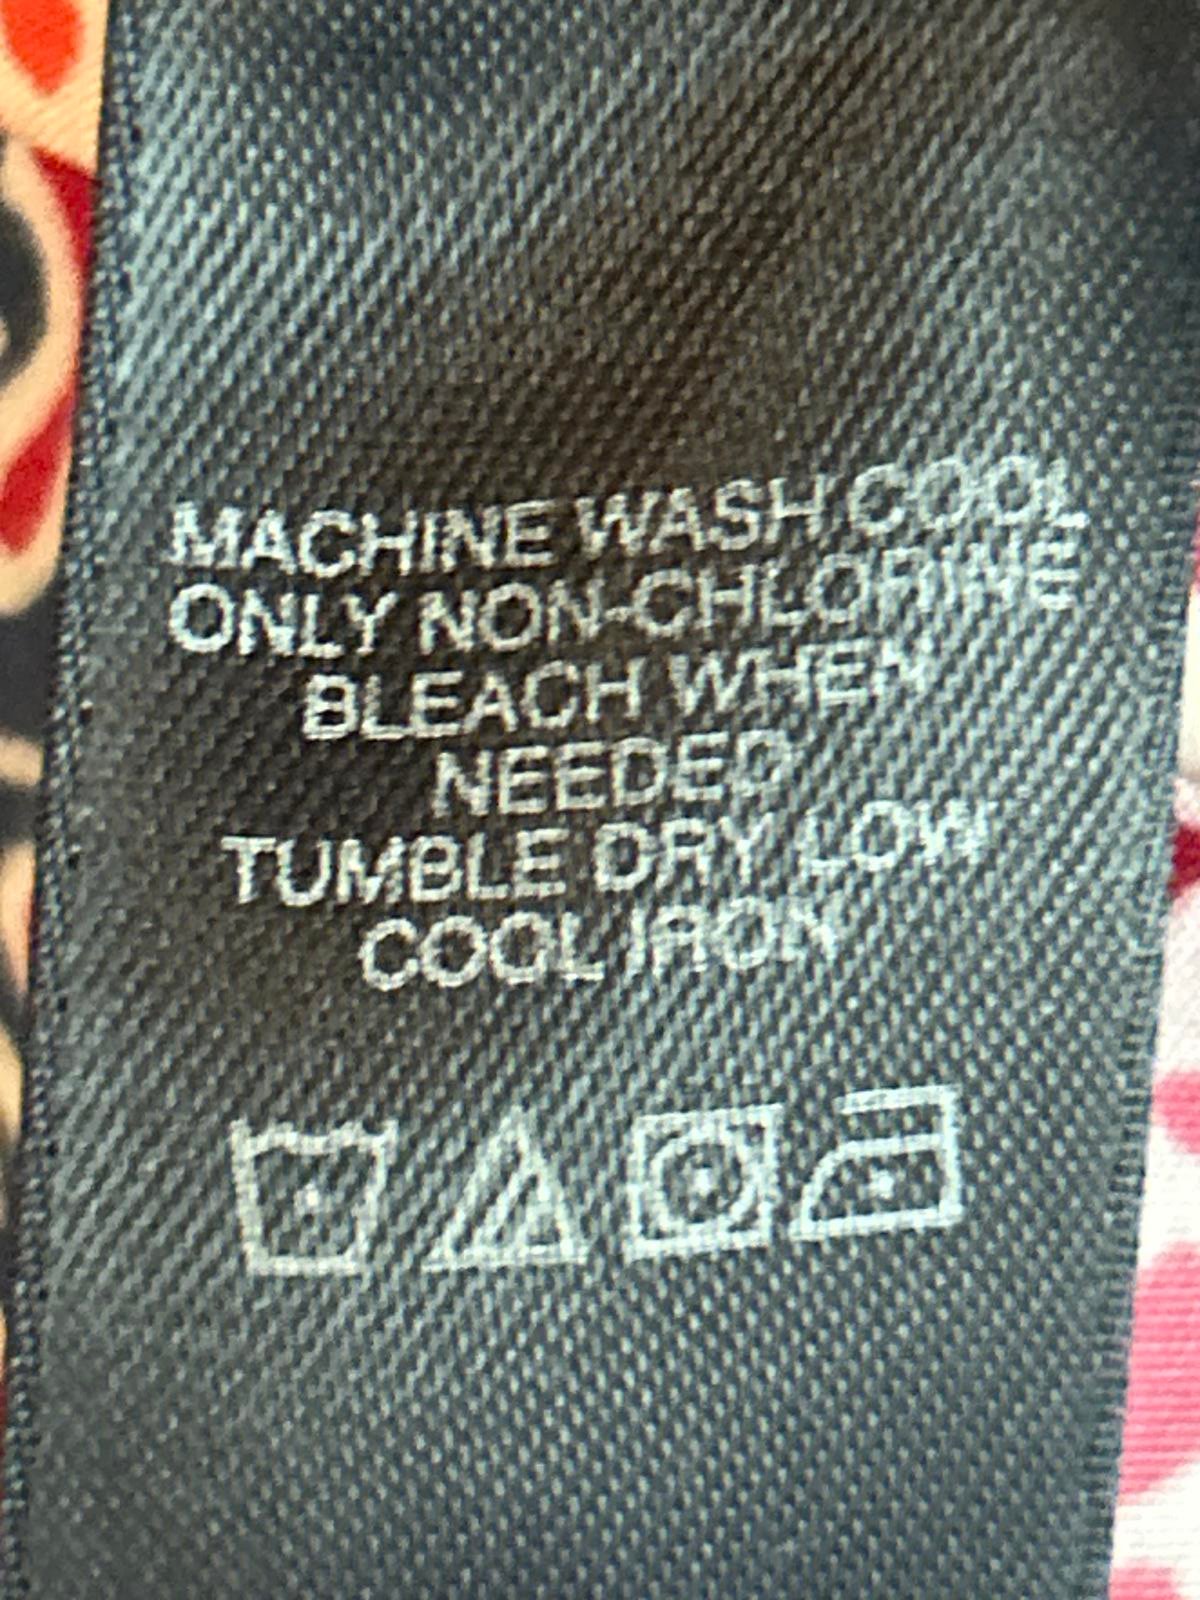 MACHINE WASH COOL
ONLY NON-CHLORINE
BLEACH WHEN
NEEDED
TUMBLE DRY LOW
COOL IRON